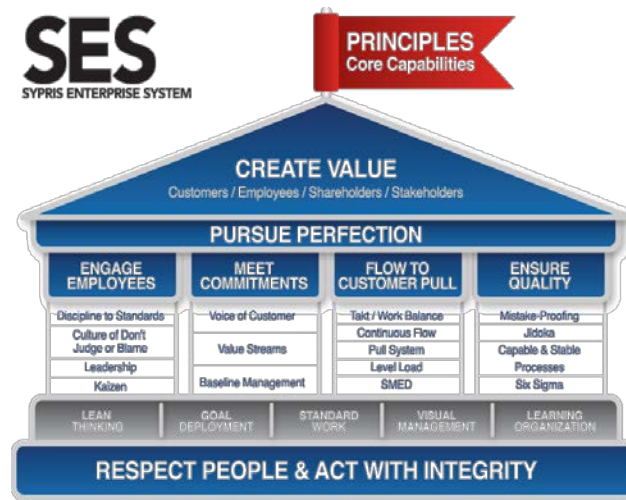 SES
SYPRIS ENTERPRISE SYSTEM
PRINCIPLES
Core Capabilities
CREATE VALUE
Customers / Employees / Shareholders / Stakeholders
PURSUE PERFECTION
ENGAGE
EMPLOYEES
Discipline to Standards
Culture of Don't
Judge or Blame
Leadership
Kaizen
MEET
COMMITMENTS
Voice of Customer
Value Streams
Baseline Management
FLOW TO
CUSTOMER PULL
Takt / Work Balance
Continuous Flow
Pull System
Level Load
SMED
ENSURE
QUALITY
Mistake-Proofing
Jidoka
Capable & Stable
Processes
Six Sigma
LEAN
THINKING
GOAL
DEPLOYMENT
STANDARD
WORK
VISUAL
MANAGEMENT
LEARNING
ORGANIZATION
RESPECT PEOPLE & ACT WITH INTEGRITY